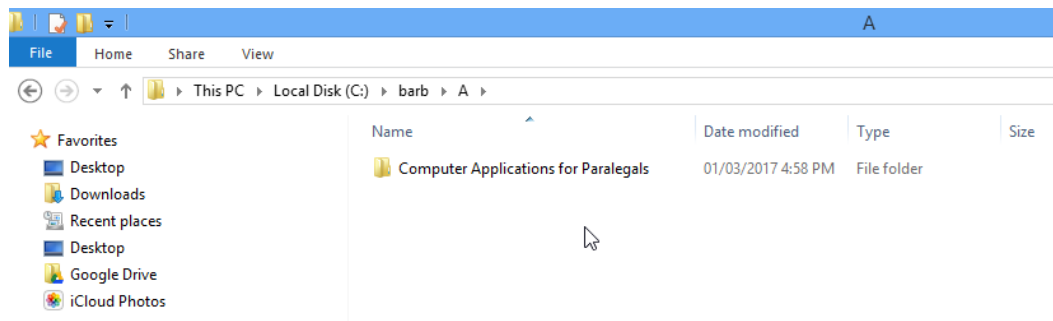 A
File Home Share View
This PC Local Disk (C:) barb A
Favorites
Desktop
Downloads
Recent places
Desktop
Google Drive
iCloud Photos
Name Date modified Type Size
Computer Applications for Paralegals 01/03/2017 4:58 PM File folder